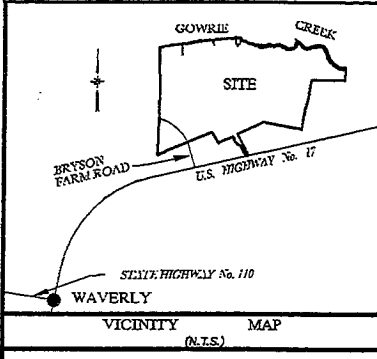 GOWRIE CREEK
SITE
BRYSON
FARM ROAD
U.S. HIGHWAY No. 17
STATE HIGHWAY No. 110
WAVERLY
VICINITY MAP
(N.T.S.)